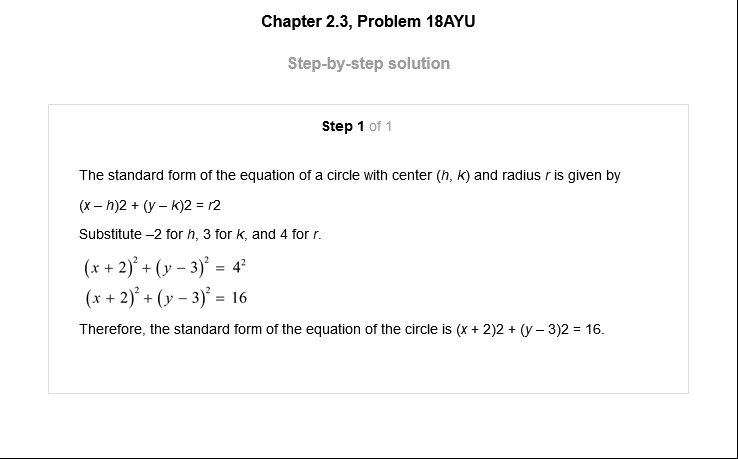 Chapter 2.3, Problem 18AYU
Step-by-step solution
Step 1 of 1
The standard form of the equation of a circle with center (h, k) and radius r is given by
(x – h)2 + (y – k)2 = r2
Substitute –2 for h, 3 for k, and 4 for r.
(x + 2)² + (y − 3)² = 4²
(x + 2)² + (y − 3)² = 16
Therefore, the standard form of the equation of the circle is (x + 2)2 + (y – 3)2 = 16.